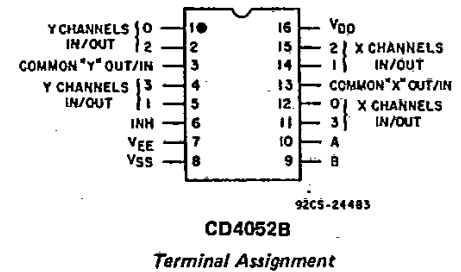 Y CHANNELS IN/OUT { 0 — 1 16 — VDD
2 — 2 15 — 2 } X CHANNELS IN/OUT
COMMON "Y" OUT/IN — 3 14 — 1
Y CHANNELS IN/OUT { 3 — 4 13 — COMMON "X" OUT/IN
1 — 5 12 — 0 } X CHANNELS IN/OUT
INH — 6 11 — 3
VEE — 7 10 — A
VSS — 8 9 — B
92CS-24483
CD4052B
Terminal Assignment